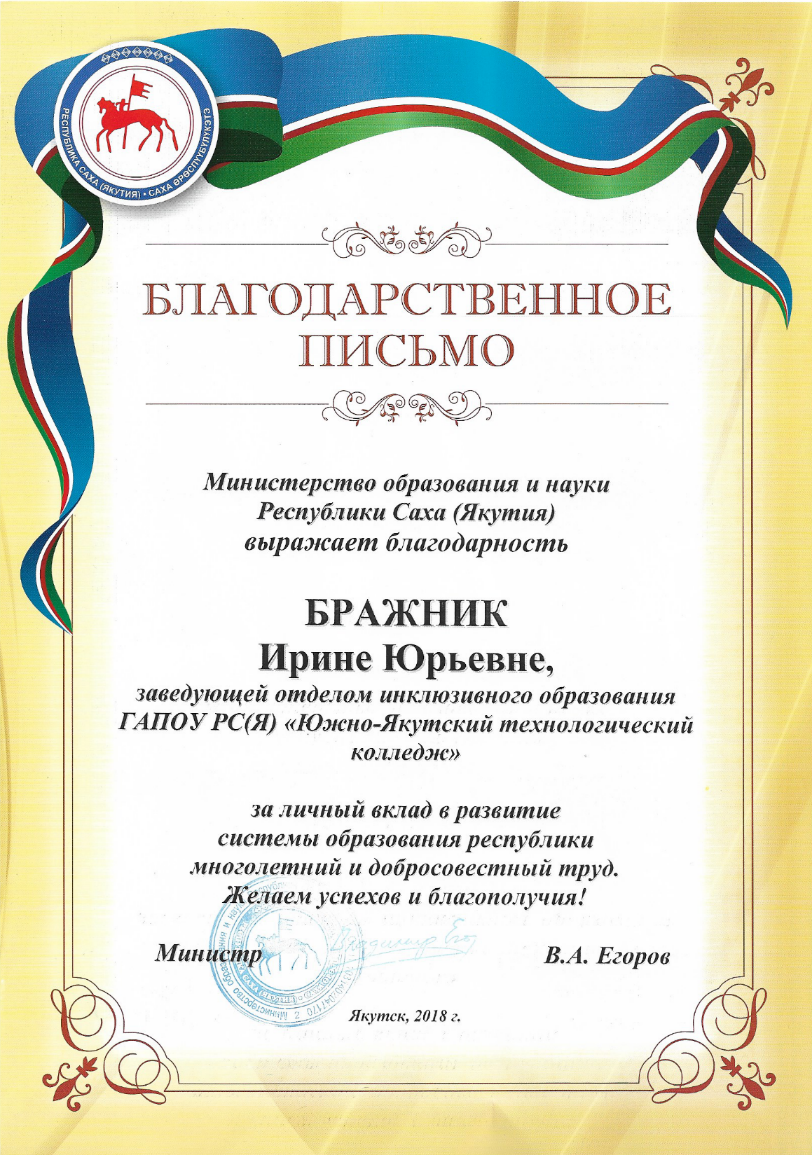 РЕСПУБЛИКА САХА (ЯКУТИЯ) • САХА ӨРӨСПҮҮБҮЛҮКЭТЭ
БЛАГОДАРСТВЕННОЕ
ПИСЬМО
Министерство образования и науки
Республики Саха (Якутия)
выражает благодарность
БРАЖНИК
Ирине Юрьевне,
заведующей отделом инклюзивного образования
ГАПОУ РС(Я) «Южно-Якутский технологический
колледж»
за личный вклад в развитие
системы образования республики
многолетний и добросовестный труд.
Желаем успехов и благополучия!
Министр
В.А. Егоров
Якутск, 2018 г.